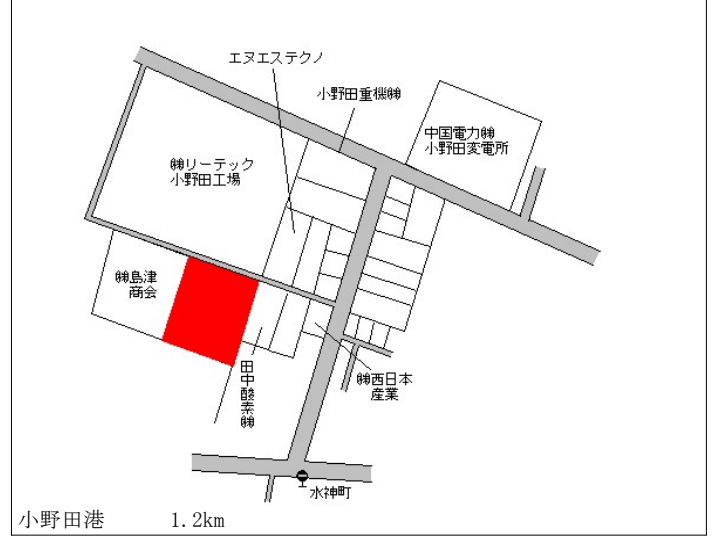 エヌエステクノ
小野田重機㈱
中国電力㈱
小野田変電所
㈱リーテック
小野田工場
㈱島津
商会
田中酸素㈱
㈱西日本
産業
水神町
小野田港 1.2km